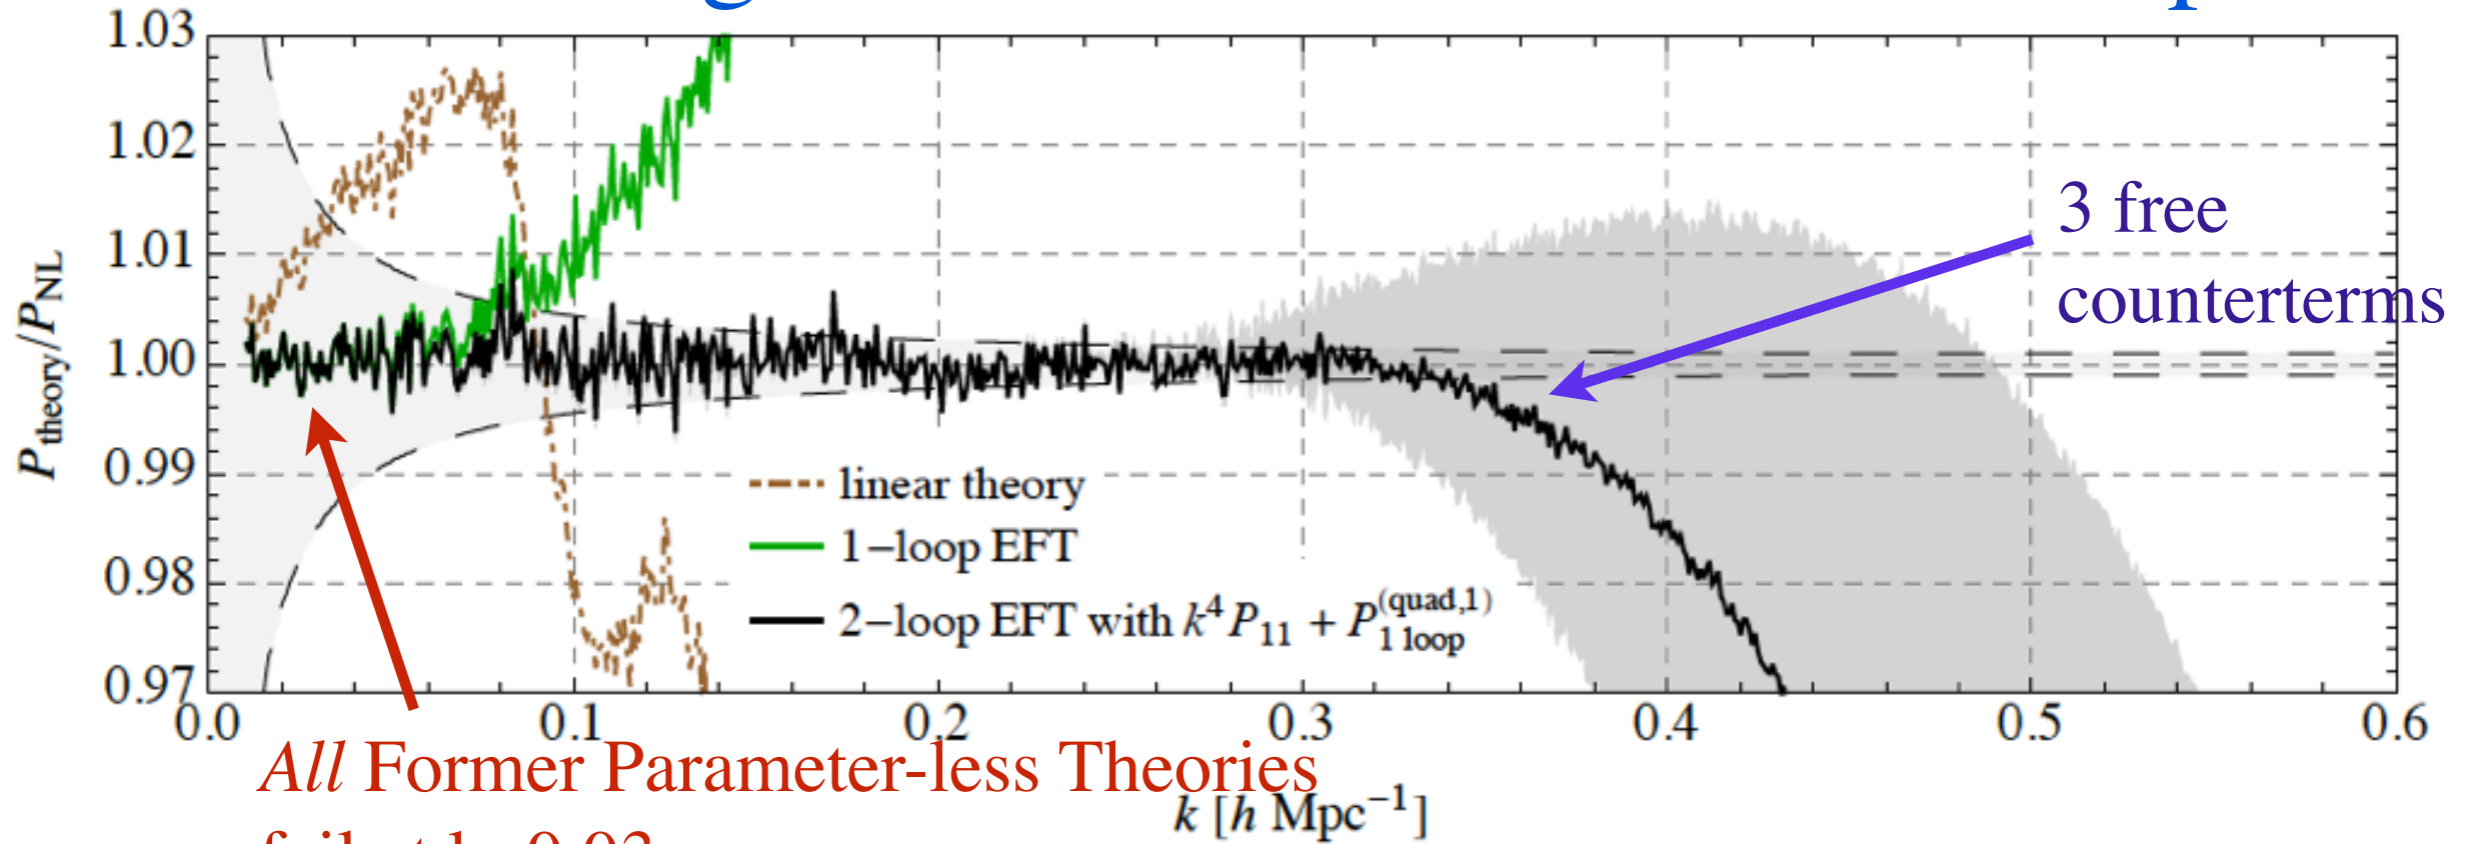 1.03
1.02
1.01
1.00
0.99
0.98
0.97
P_theory/P_NL
3 free
counterterms
linear theory
1−loop EFT
2−loop EFT with k⁴P₁₁ + P_1 loop^(quad,1)
0.0 0.1 0.2 0.3 0.4 0.5 0.6
All Former Parameter-less Theories
k [h Mpc⁻¹]